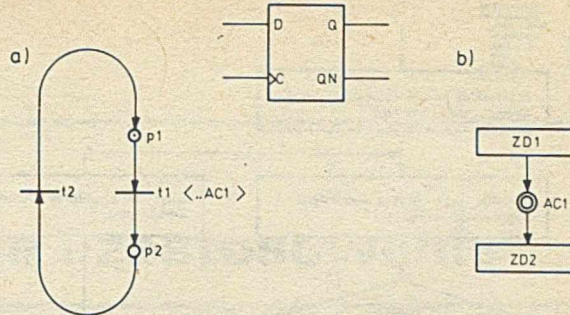 a)
D Q
C QN
b)
p1
t2
t1 <..AC1 >
p2
ZD1
AC1
ZD2